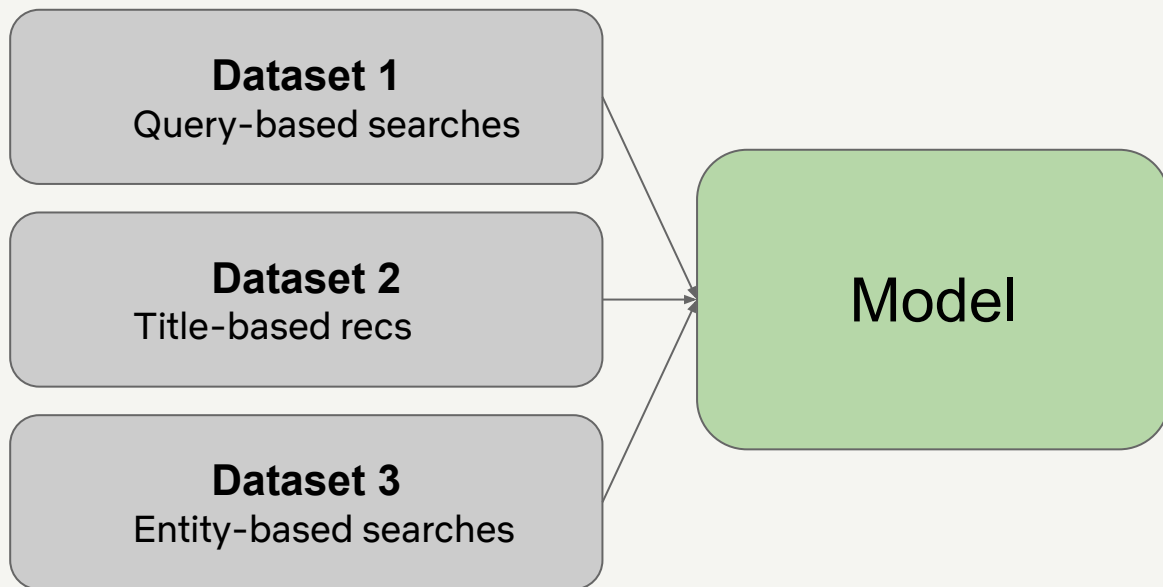 Dataset 1
Query-based searches
Dataset 2
Title-based recs
Dataset 3
Entity-based searches
Model